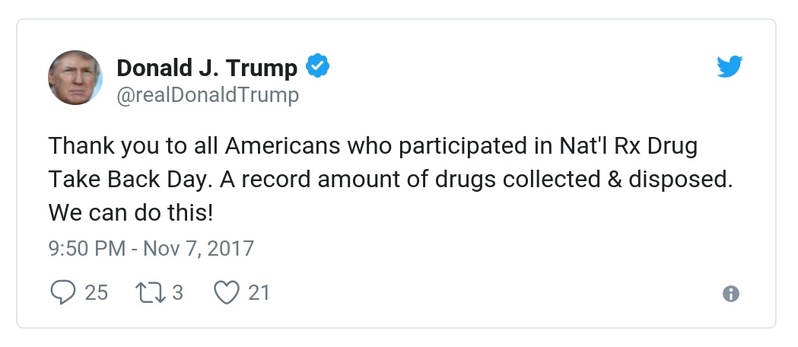 Donald J. Trump
@realDonaldTrump
Thank you to all Americans who participated in Nat'l Rx Drug
Take Back Day. A record amount of drugs collected & disposed.
We can do this!
9:50 PM - Nov 7, 2017
25 3 21